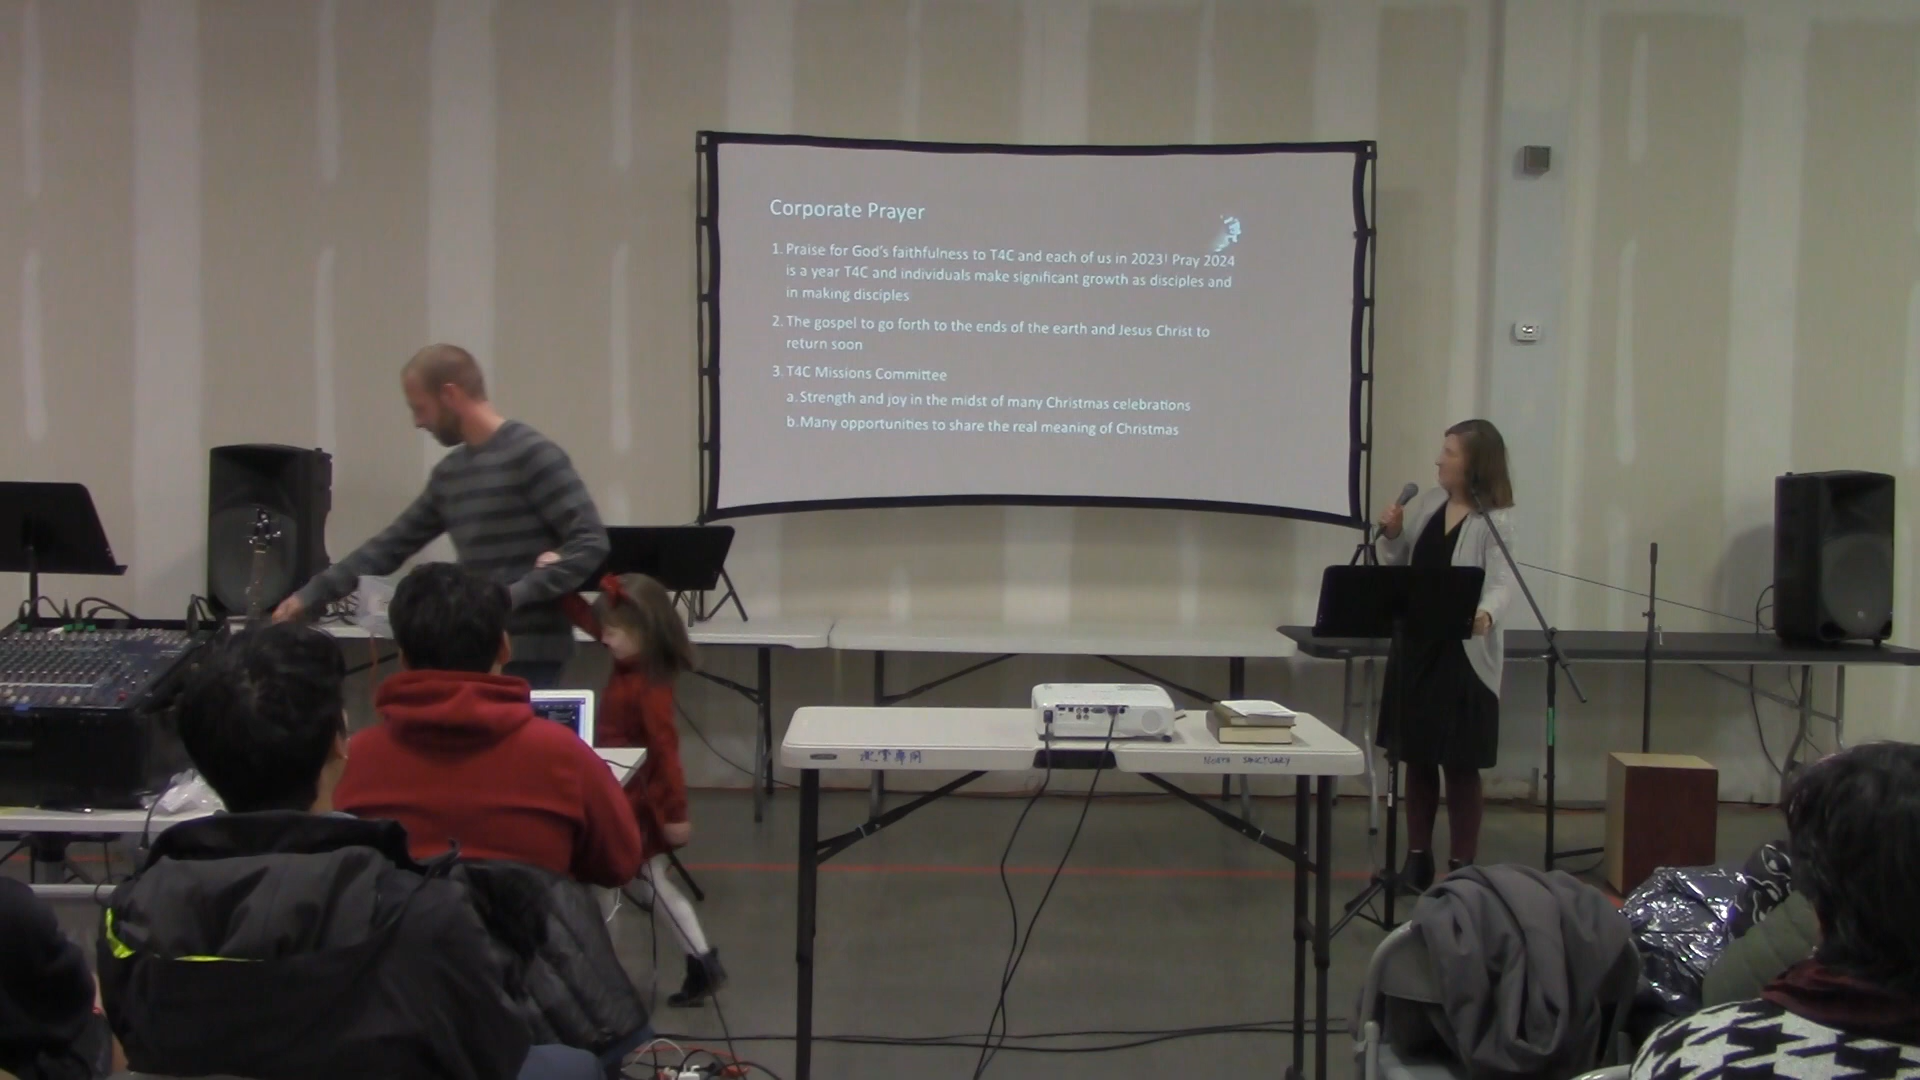 Corporate Prayer
1. Praise for God's faithfulness to T4C and each of us in 2023! Pray 2024
is a year T4C and individuals make significant growth as disciples and
in making disciples
2. The gospel to go forth to the ends of the earth and Jesus Christ to
return soon
3. T4C Missions Committee
a. Strength and joy in the midst of many Christmas celebrations
b. Many opportunities to share the real meaning of Christmas
NORTH SANCTUARY